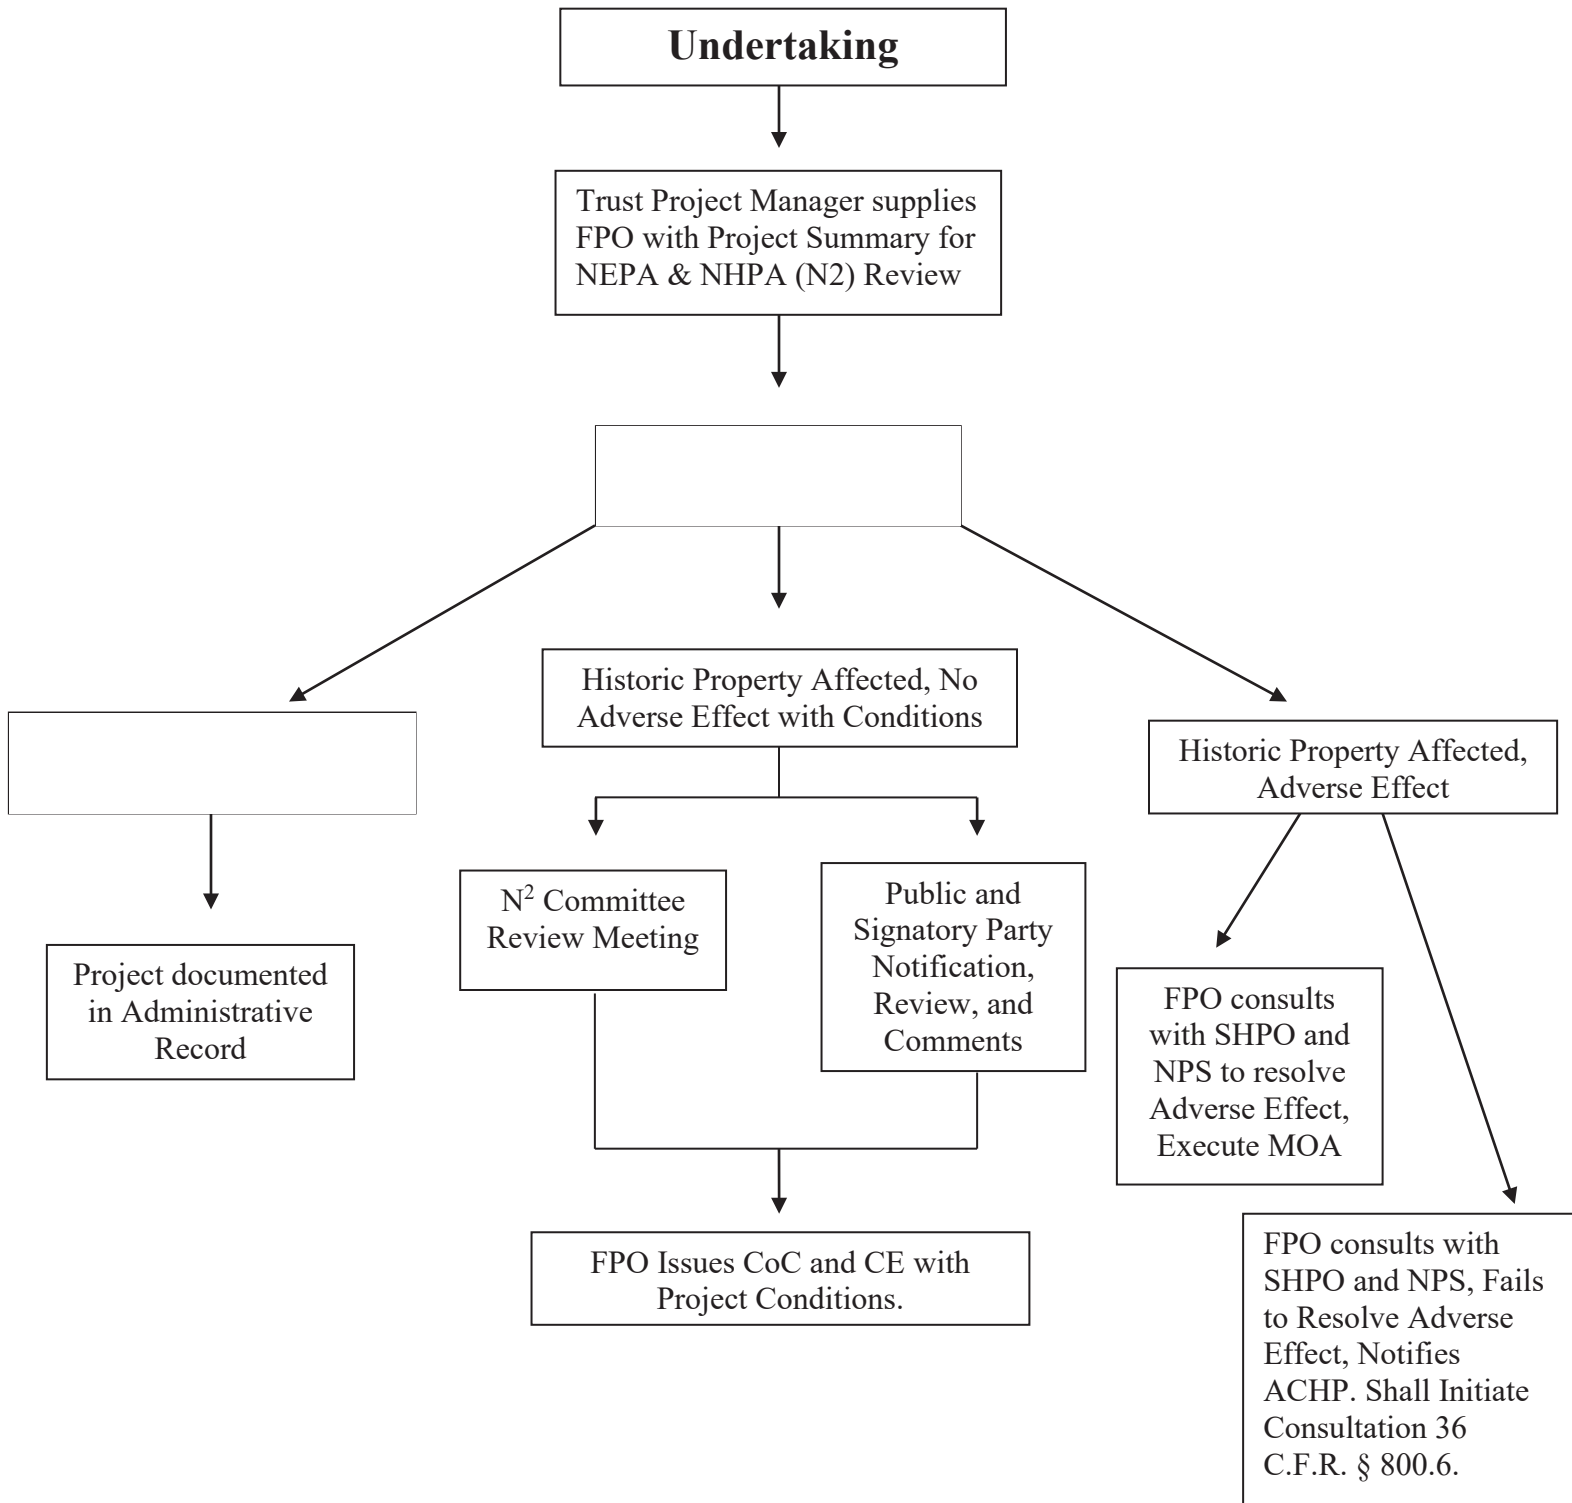 Undertaking
Trust Project Manager supplies
FPO with Project Summary for
NEPA & NHPA (N2) Review
Historic Property Affected, No
Adverse Effect with Conditions
Historic Property Affected,
Adverse Effect
N² Committee
Review Meeting
Public and
Signatory Party
Notification,
Review, and
Comments
Project documented
in Administrative
Record
FPO consults
with SHPO and
NPS to resolve
Adverse Effect,
Execute MOA
FPO Issues CoC and CE with
Project Conditions.
FPO consults with
SHPO and NPS, Fails
to Resolve Adverse
Effect, Notifies
ACHP. Shall Initiate
Consultation 36
C.F.R. § 800.6.